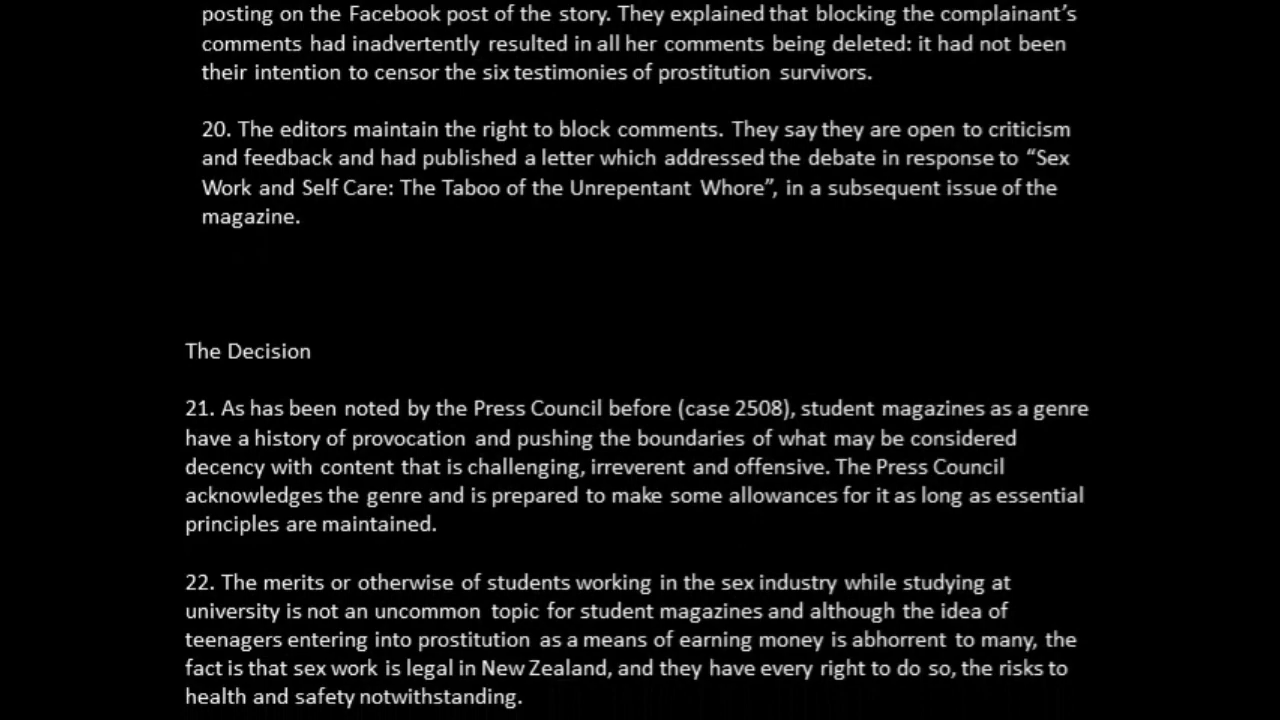 posting on the Facebook post of the story. They explained that blocking the complainant’s
comments had inadvertently resulted in all her comments being deleted: it had not been
their intention to censor the six testimonies of prostitution survivors.
20. The editors maintain the right to block comments. They say they are open to criticism
and feedback and had published a letter which addressed the debate in response to “Sex
Work and Self Care: The Taboo of the Unrepentant Whore”, in a subsequent issue of the
magazine.
The Decision
21. As has been noted by the Press Council before (case 2508), student magazines as a genre
have a history of provocation and pushing the boundaries of what may be considered
decency with content that is challenging, irreverent and offensive. The Press Council
acknowledges the genre and is prepared to make some allowances for it as long as essential
principles are maintained.
22. The merits or otherwise of students working in the sex industry while studying at
university is not an uncommon topic for student magazines and although the idea of
teenagers entering into prostitution as a means of earning money is abhorrent to many, the
fact is that sex work is legal in New Zealand, and they have every right to do so, the risks to
health and safety notwithstanding.